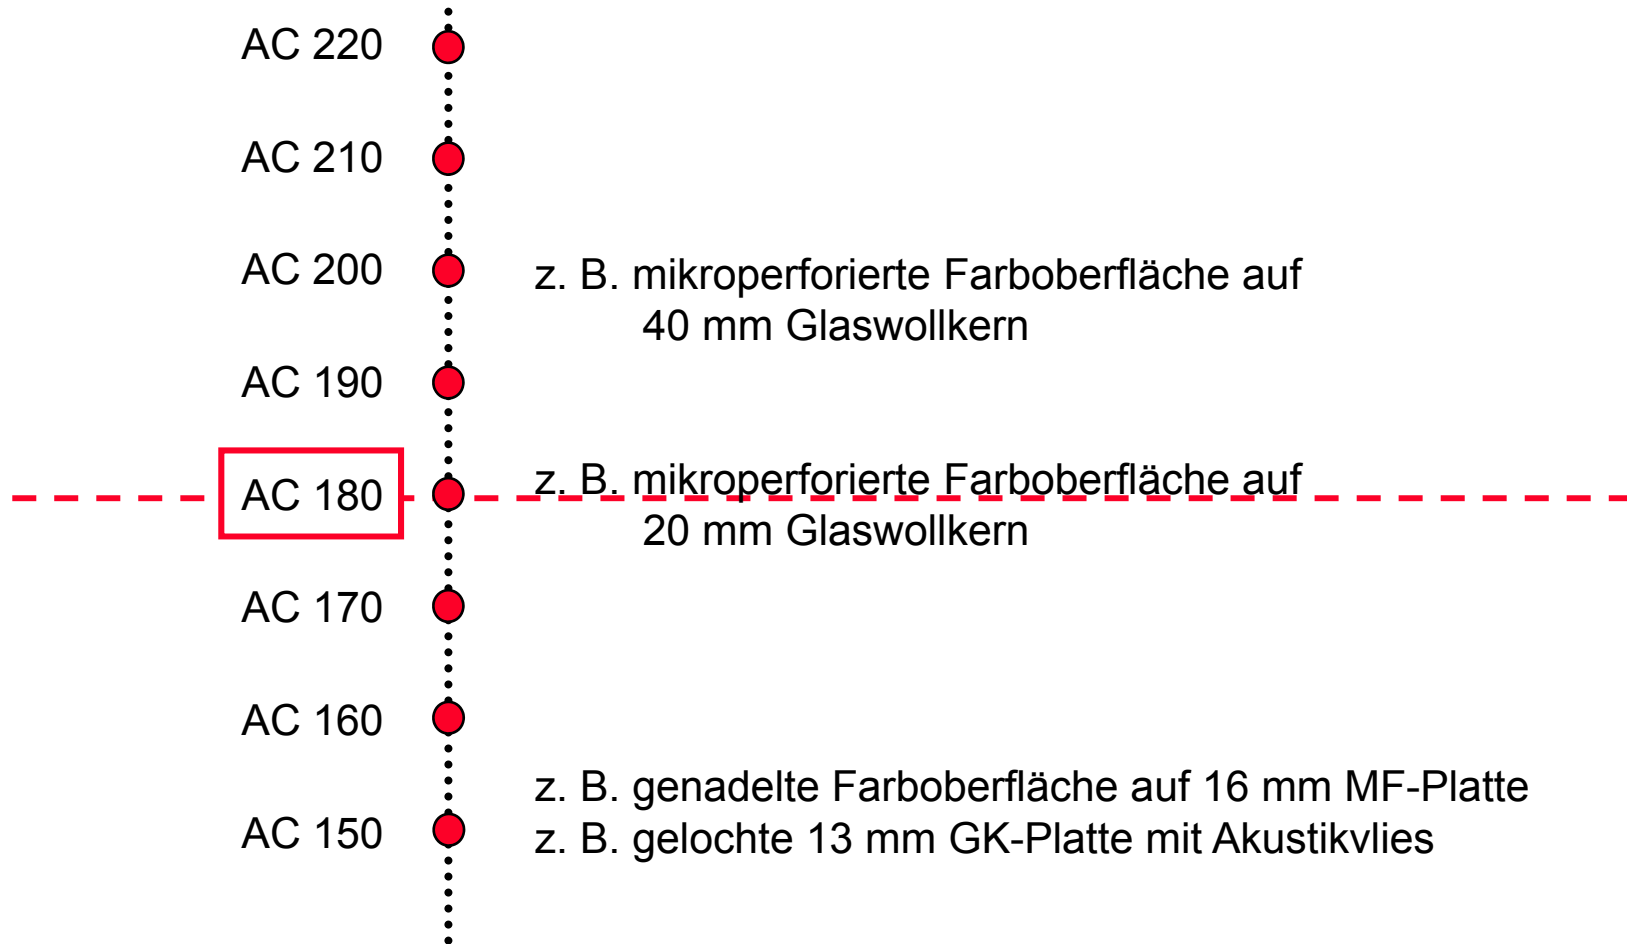 AC 220
AC 210
AC 200
z. B. mikroperforierte Farboberfläche auf
40 mm Glaswollkern
AC 190
AC 180
z. B. mikroperforierte Farboberfläche auf
20 mm Glaswollkern
AC 170
AC 160
z. B. genadelte Farboberfläche auf 16 mm MF-Platte
AC 150
z. B. gelochte 13 mm GK-Platte mit Akustikvlies